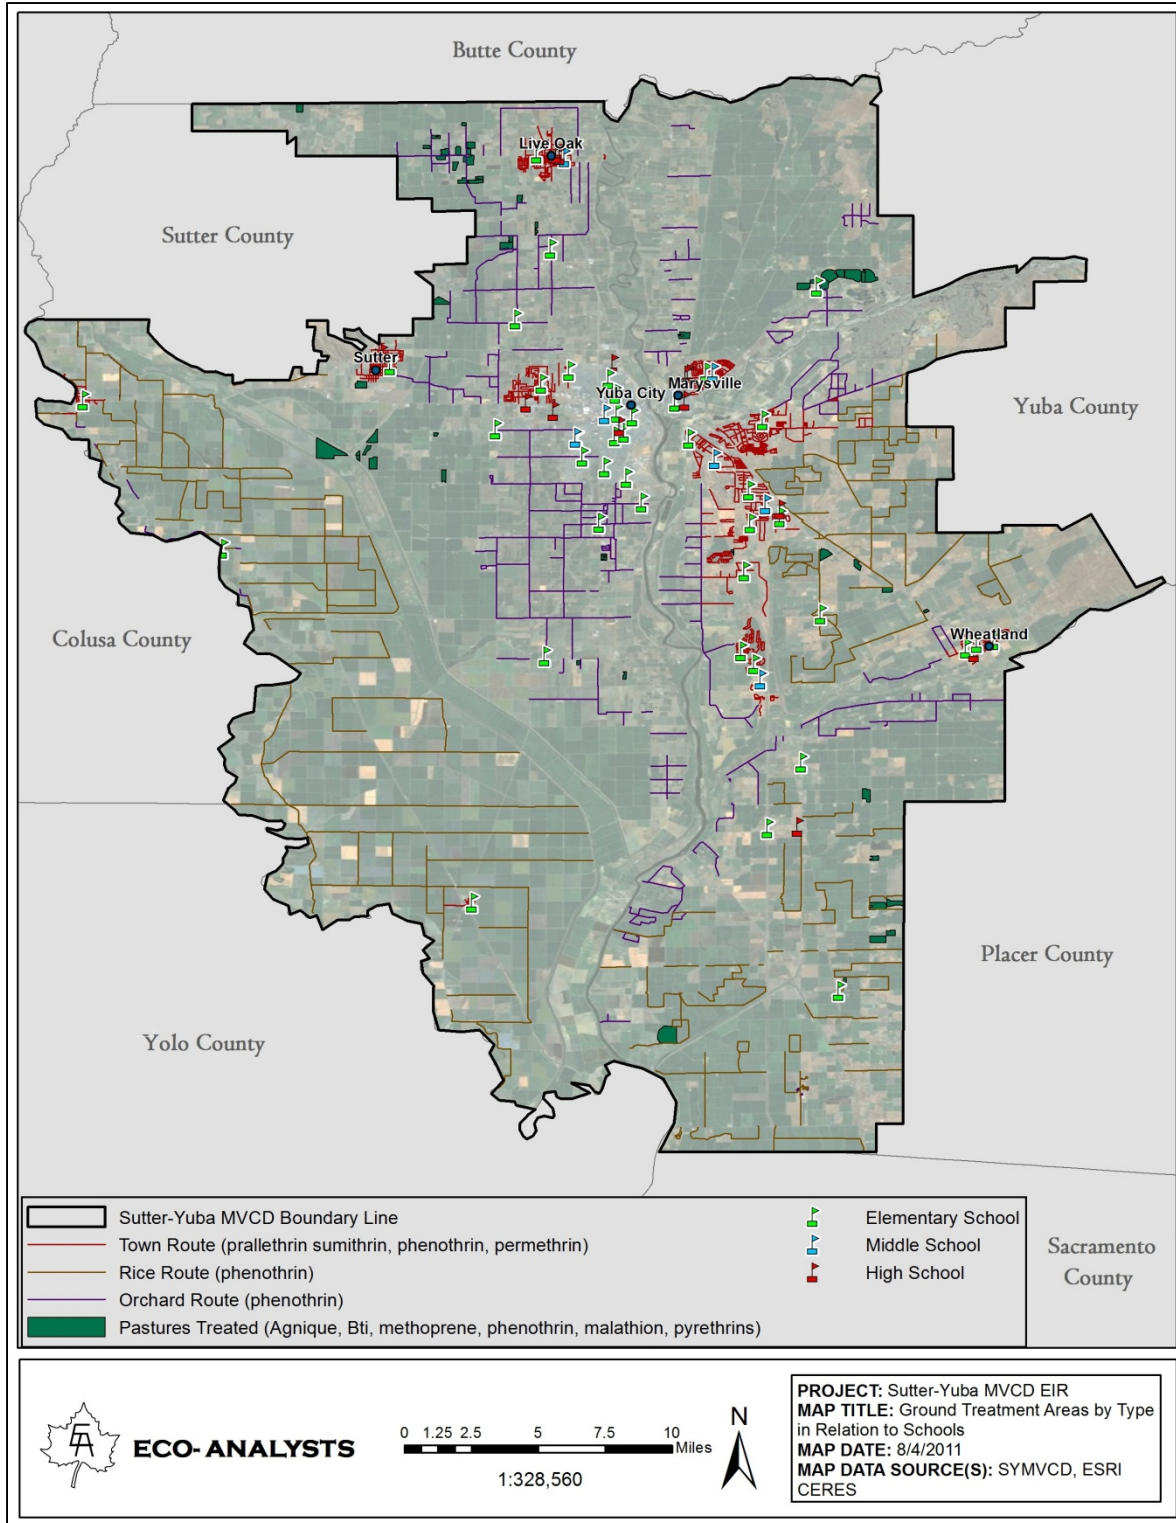 Butte County
Live Oak
Sutter County
Sutter
Yuba City
Marysville
Yuba County
Colusa County
Wheatland
Placer County
Yolo County
Sutter-Yuba MVCD Boundary Line
Town Route (prallethrin sumithrin, phenothrin, permethrin)
Rice Route (phenothrin)
Orchard Route (phenothrin)
Pastures Treated (Agnique, Bti, methoprene, phenothrin, malathion, pyrethrins)
Elementary School
Middle School
High School
Sacramento
County
EA
ECO-ANALYSTS
0 1.25 2.5 5 7.5 10
Miles
1:328,560
N
PROJECT: Sutter-Yuba MVCD EIR
MAP TITLE: Ground Treatment Areas by Type
in Relation to Schools
MAP DATE: 8/4/2011
MAP DATA SOURCE(S): SYMVCD, ESRI
CERES